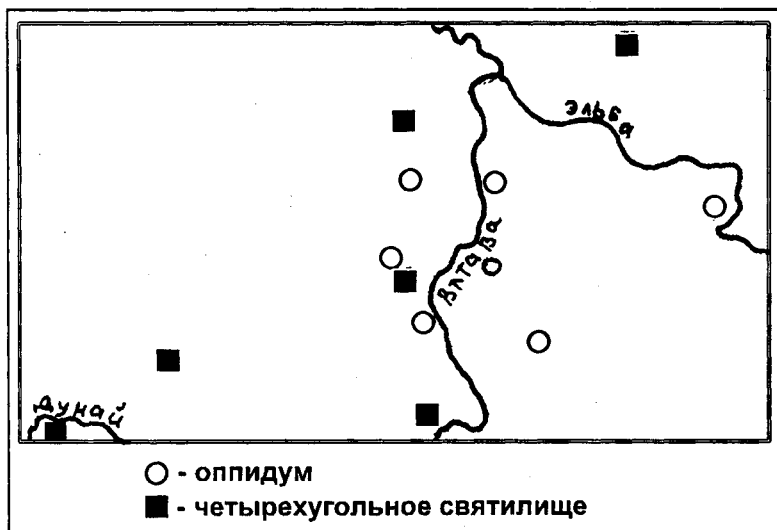 Эльба
Влтава
Дунай
- оппидум
- четырехугольное святилище